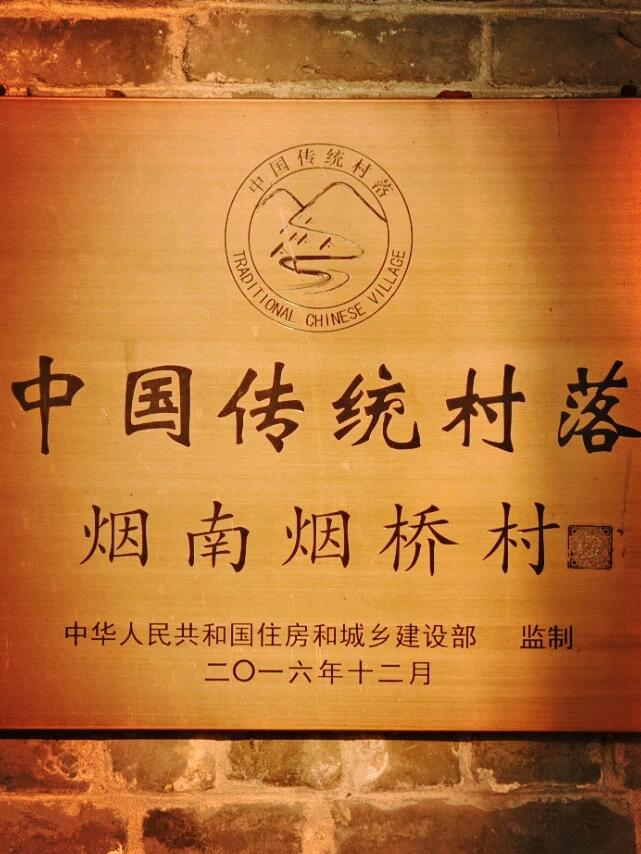 中国传统村落
TRADITIONAL CHINESE VILLAGE
中国传统村落
烟南烟桥村
中华人民共和国住房和城乡建设部 监制
二〇一六年十二月